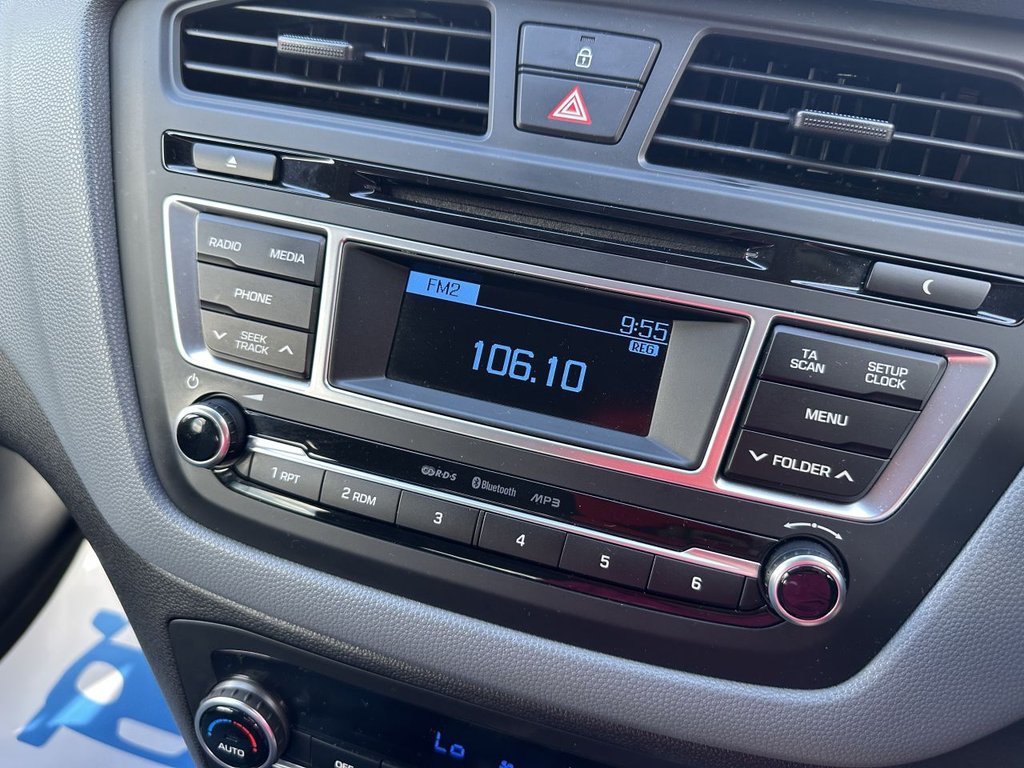 RADIO MEDIA
PHONE
SEEK
TRACK
FM2
9:55
REG
106.10
TA
SCAN
SETUP
CLOCK
MENU
FOLDER
R·D·S Bluetooth MP3
1 RPT 2 RDM 3 4 5 6
AUTO
OFF
Lo